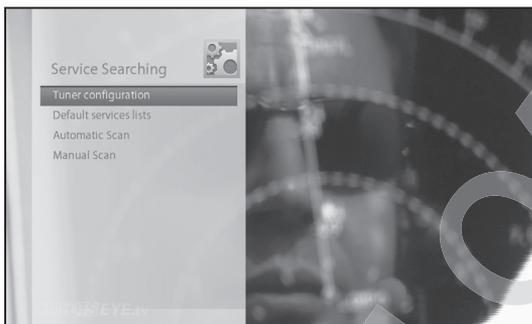 Service Searching
Tuner configuration
Default services lists
Automatic Scan
Manual Scan